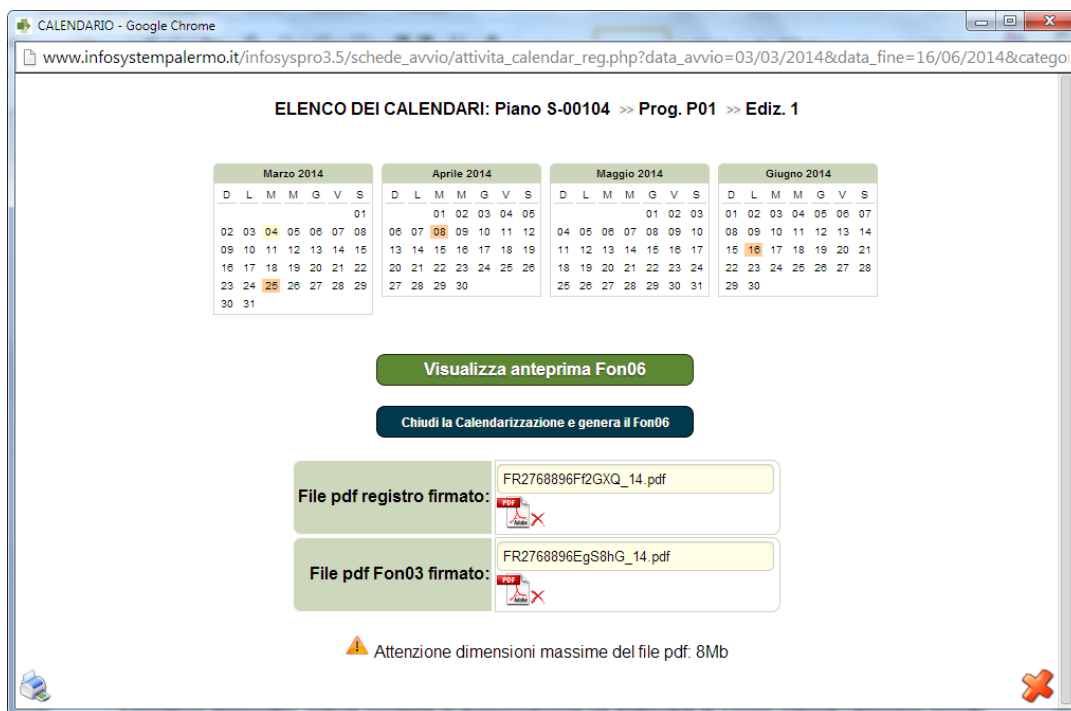 CALENDARIO - Google Chrome
www.infosystempalermo.it/infosyspro3.5/schede_avvio/attivita_calendar_reg.php?data_avvio=03/03/2014&data_fine=16/06/2014&catego
ELENCO DEI CALENDARI: Piano S-00104 >> Prog. P01 >> Ediz. 1
Marzo 2014
D L M M G V S
01
02 03 04 05 06 07 08
09 10 11 12 13 14 15
16 17 18 19 20 21 22
23 24 25 26 27 28 29
30 31
Aprile 2014
D L M M G V S
01 02 03 04 05
06 07 08 09 10 11 12
13 14 15 16 17 18 19
20 21 22 23 24 25 26
27 28 29 30
Maggio 2014
D L M M G V S
01 02 03
04 05 06 07 08 09 10
11 12 13 14 15 16 17
18 19 20 21 22 23 24
25 26 27 28 29 30 31
Giugno 2014
D L M M G V S
01 02 03 04 05 06 07
08 09 10 11 12 13 14
15 16 17 18 19 20 21
22 23 24 25 26 27 28
29 30
Visualizza anteprima Fon06
Chiudi la Calendarizzazione e genera il Fon06
File pdf registro firmato:
FR2768896Ff2GXQ_14.pdf
PDF
Adobe
File pdf Fon03 firmato:
FR2768896EgS8hG_14.pdf
PDF
Adobe
Attenzione dimensioni massime del file pdf: 8Mb